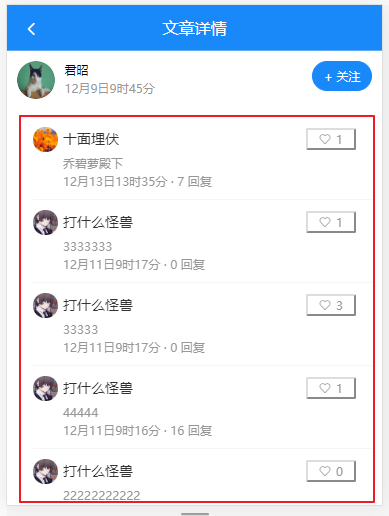 文章详情
君昭
12月9日9时45分
+ 关注
十面埋伏
1
乔碧萝殿下
12月13日13时35分 · 7 回复
打什么怪兽
1
3333333
12月11日9时17分 · 0 回复
打什么怪兽
3
33333
12月11日9时17分 · 0 回复
打什么怪兽
1
44444
12月11日9时16分 · 16 回复
打什么怪兽
0
22222222222